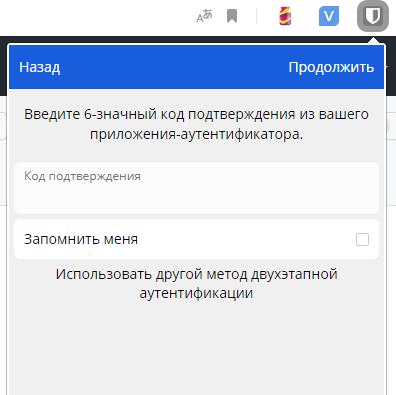 Назад
Продолжить
Введите 6-значный код подтверждения из вашего
приложения-аутентификатора.
Код подтверждения
Запомнить меня
Использовать другой метод двухэтапной
аутентификации